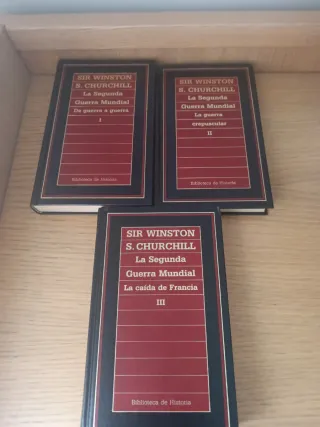 SIR WINSTON
S. CHURCHILL
La Segunda
Guerra Mundial
De guerra a guerra
I
Biblioteca de Historia
SIR WINSTON
S. CHURCHILL
La Segunda
Guerra Mundial
La guerra
crepuscular
II
Biblioteca de Historia
SIR WINSTON
S. CHURCHILL
La Segunda
Guerra Mundial
La caída de Francia
III
Biblioteca de Historia